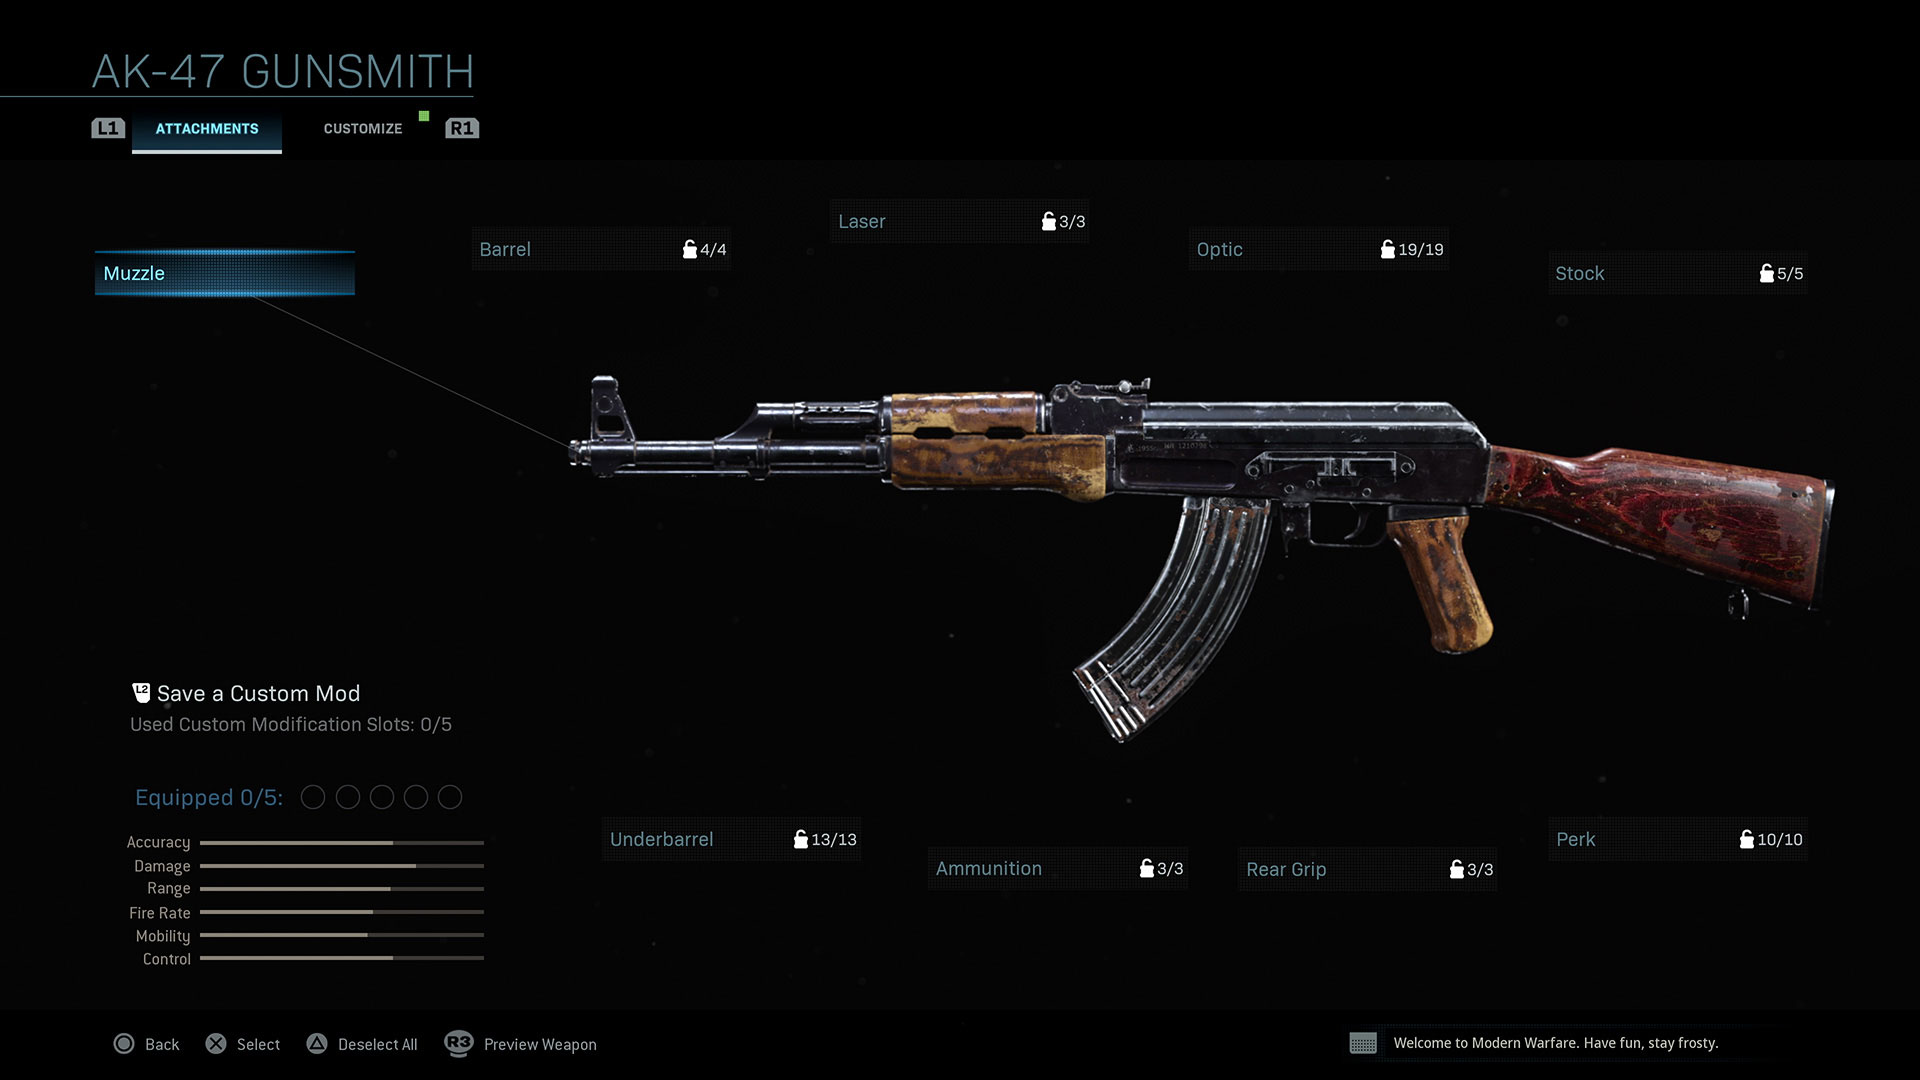 AK-47 GUNSMITH
L1 ATTACHMENTS CUSTOMIZE R1
Laser 3/3
Barrel 4/4
Optic 19/19
Muzzle
Stock 5/5
L2 Save a Custom Mod
Used Custom Modification Slots: 0/5
Equipped 0/5:
Accuracy
Damage
Range
Fire Rate
Mobility
Control
Underbarrel 13/13
Ammunition 3/3
Rear Grip 3/3
Perk 10/10
Back Select Deselect All R3 Preview Weapon
Welcome to Modern Warfare. Have fun, stay frosty.